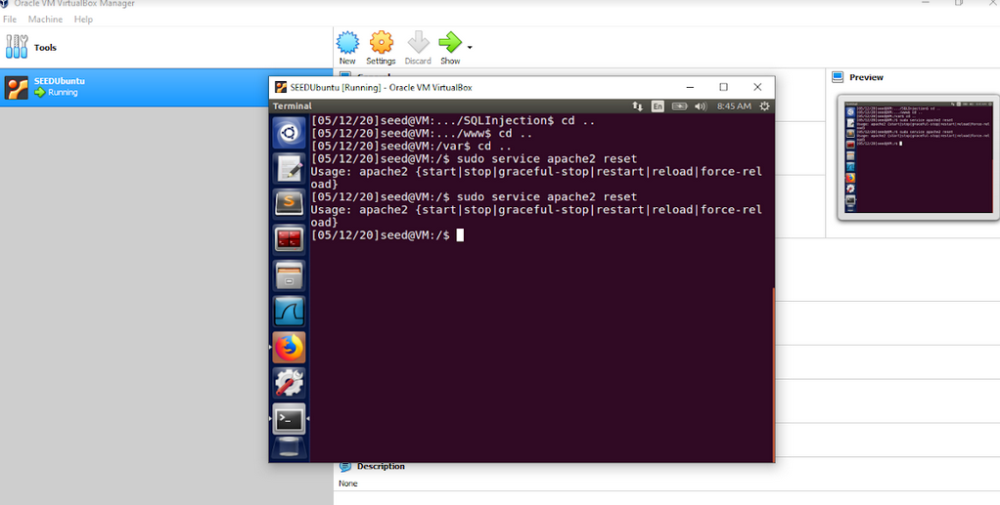 Oracle VM VirtualBox Manager
File Machine Help
Tools
New Settings Discard Show
SEEDUbuntu
Running
Preview
SEEDUbuntu [Running] - Oracle VM VirtualBox
Terminal En 8:45 AM
[05/12/20]seed@VM:.../SQLInjection$ cd ..
[05/12/20]seed@VM:.../www$ cd ..
[05/12/20]seed@VM:/var$ cd ..
[05/12/20]seed@VM:/$ sudo service apache2 reset
Usage: apache2 {start|stop|graceful-stop|restart|reload|force-rel
oad}
[05/12/20]seed@VM:/$ sudo service apache2 reset
Usage: apache2 {start|stop|graceful-stop|restart|reload|force-rel
oad}
[05/12/20]seed@VM:/$
Description
None